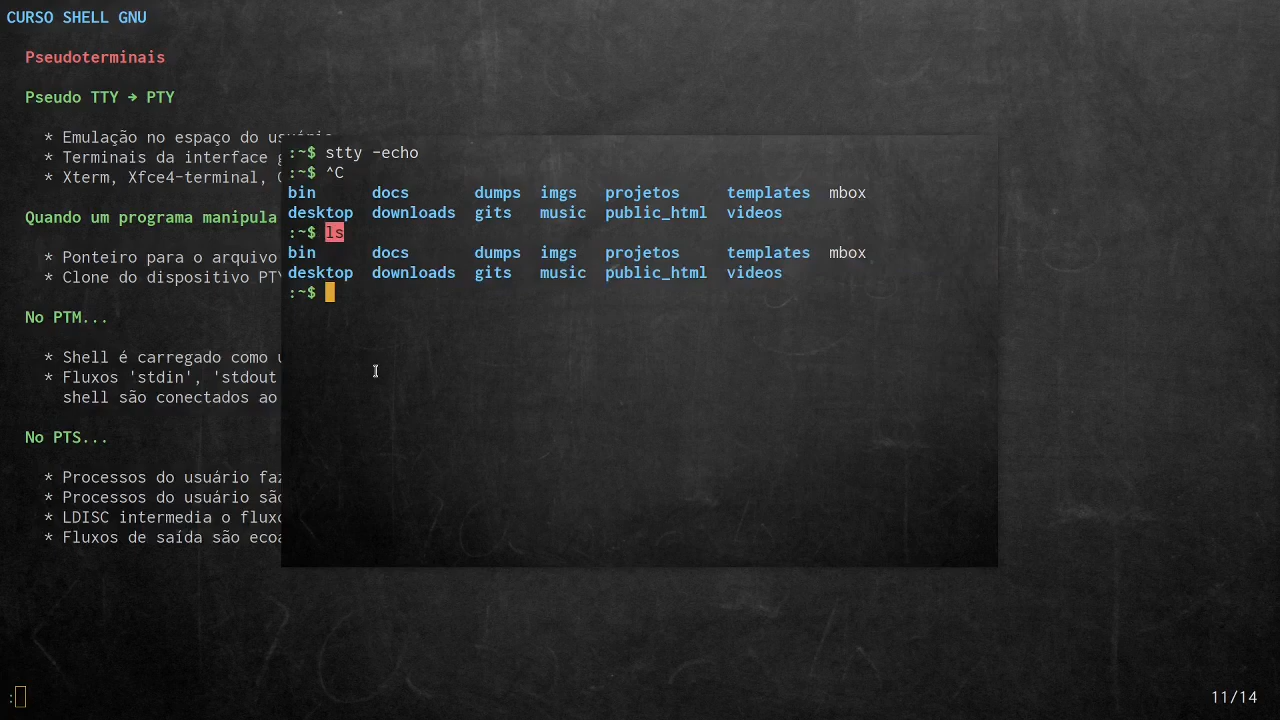 CURSO SHELL GNU
Pseudoterminais
Pseudo TTY → PTY
* Emulação no espaço do usuário
* Terminais da interface
* Xterm, Xfce4-terminal,
Quando um programa manipula
* Ponteiro para o arquivo
* Clone do dispositivo PTY
No PTM...
* Shell é carregado como
* Fluxos 'stdin', 'stdout
shell são conectados ao
No PTS...
* Processos do usuário
* Processos do usuário são
* LDISC intermedia o
* Fluxos de saída são
:~$ stty -echo
:~$ ^C
bin docs dumps imgs projetos templates mbox
desktop downloads gits music public_html videos
:~$ ls
bin docs dumps imgs projetos templates mbox
desktop downloads gits music public_html videos
:~$
:
11/14